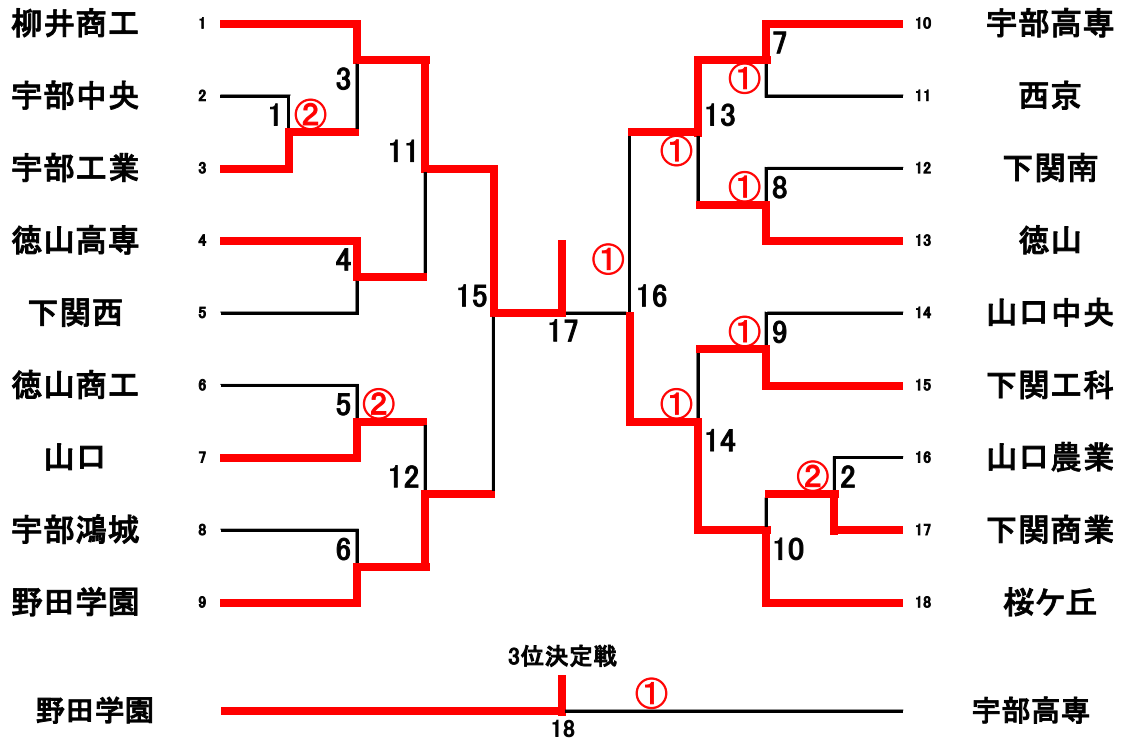 柳井商工 1
宇部中央 2
宇部工業 3
徳山高専 4
下関西 5
徳山商工 6
山口 7
宇部鴻城 8
野田学園 9
1 ②
3
4
5 ②
6
11
12
15
17
① 16
13 ①
14 ①
7 ①
8 ①
9 ①
2 ②
10
10 宇部高専
11 西京
12 下関南
13 徳山
14 山口中央
15 下関工科
16 山口農業
17 下関商業
18 桜ケ丘
3位決定戦
野田学園 ① 宇部高専
18